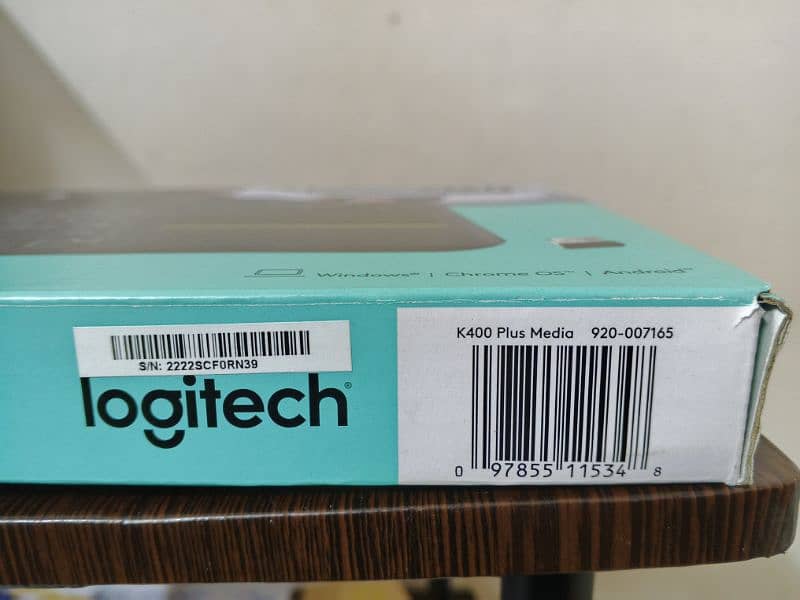 Windows™ | Chrome OS™ | Android™
S/N: 2222SCF0RN39
logitech®
K400 Plus Media 920-007165
0 97855 11534 8